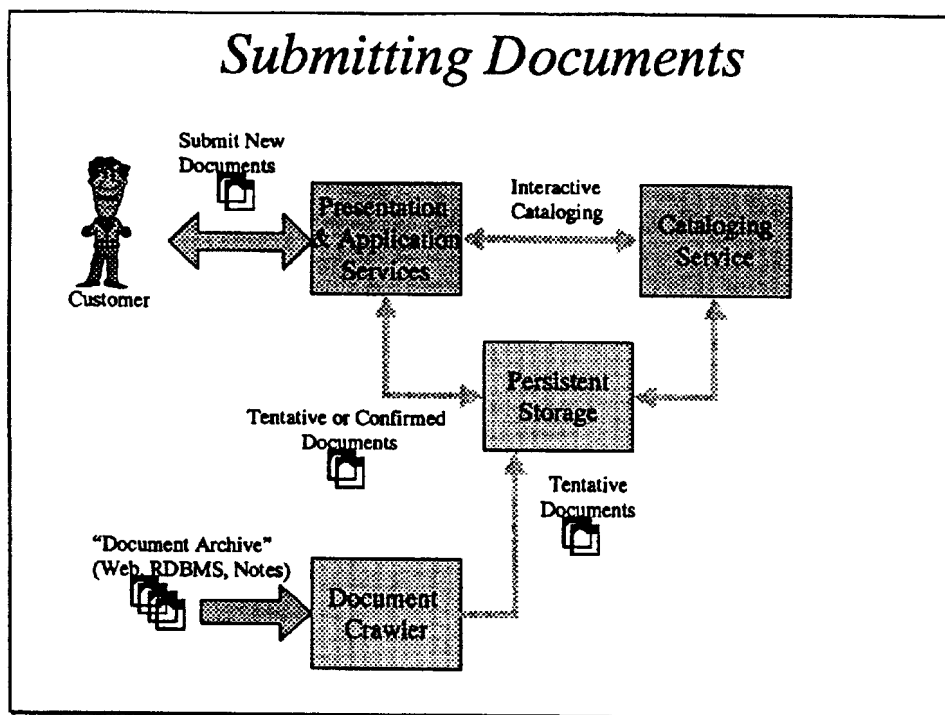 Submitting Documents
Submit New
Documents
Customer
Presentation
& Application
Services
Interactive
Cataloging
Cataloging
Service
Persistent
Storage
Tentative or Confirmed
Documents
Tentative
Documents
“Document Archive”
(Web, RDBMS, Notes)
Document
Crawler